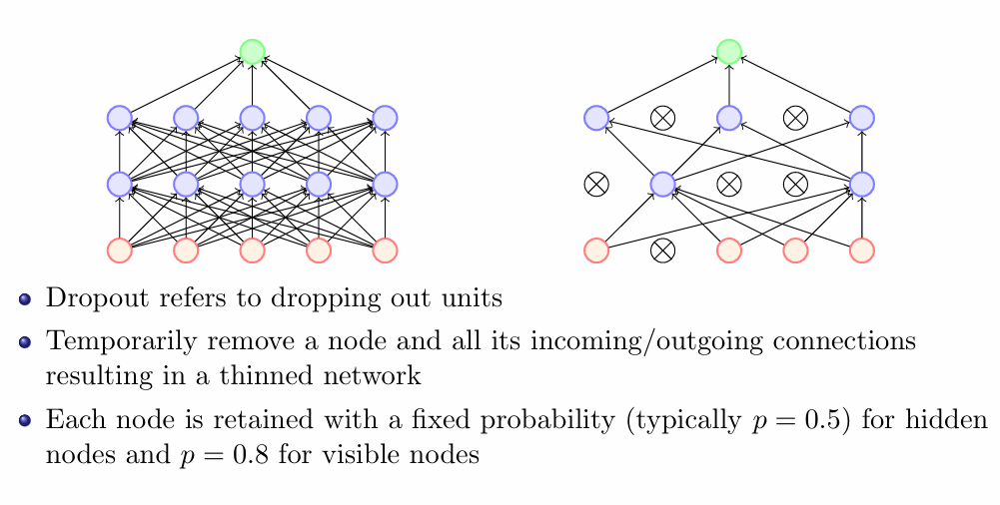 Dropout refers to dropping out units
Temporarily remove a node and all its incoming/outgoing connections
resulting in a thinned network
Each node is retained with a fixed probability (typically p = 0.5) for hidden
nodes and p = 0.8 for visible nodes